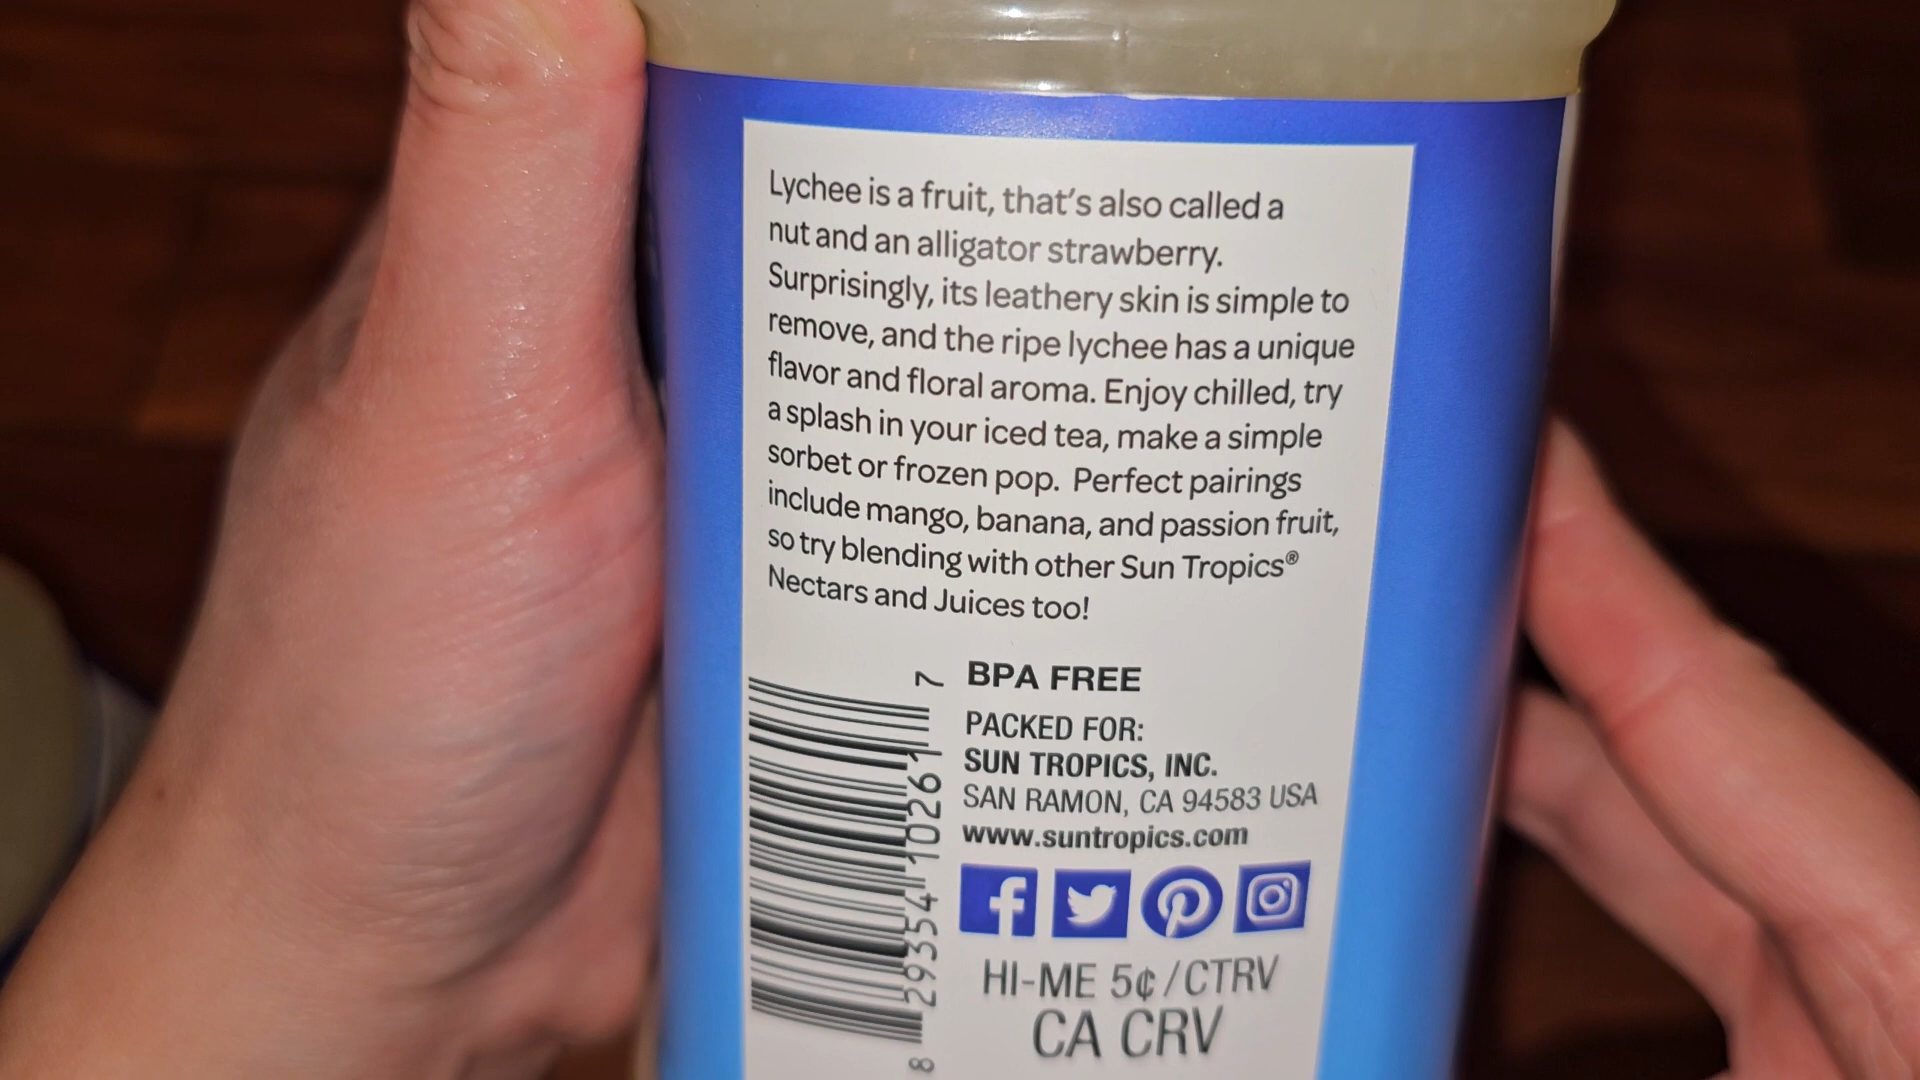 Lychee is a fruit, that's also called a
nut and an alligator strawberry.
Surprisingly, its leathery skin is simple to
remove, and the ripe lychee has a unique
flavor and floral aroma. Enjoy chilled, try
a splash in your iced tea, make a simple
sorbet or frozen pop. Perfect pairings
include mango, banana, and passion fruit,
so try blending with other Sun Tropics®
Nectars and Juices too!
8 29354 10261 7
BPA FREE
PACKED FOR:
SUN TROPICS, INC.
SAN RAMON, CA 94583 USA
www.suntropics.com
HI-ME 5¢/CTRV
CA CRV